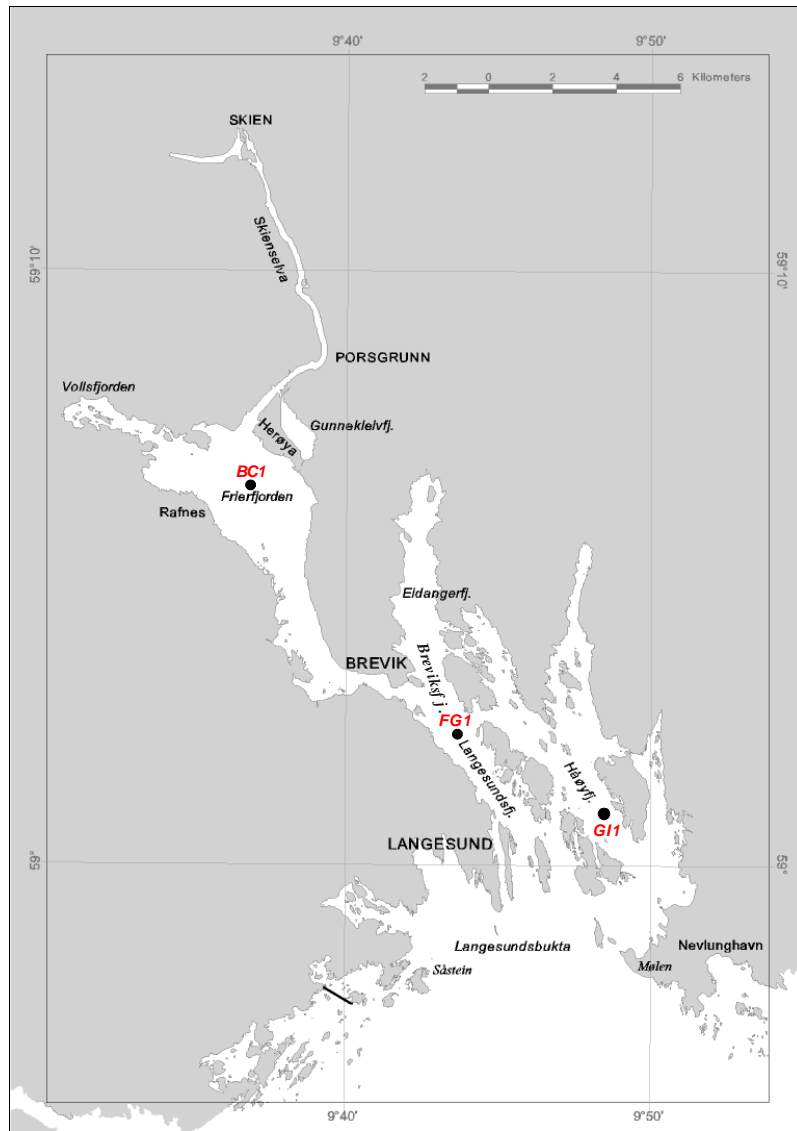 9°40'
9°50'
2 0 2 4 6 Kilometers
SKIEN
Skienselva
59°10'
59°10'
PORSGRUNN
Vollsfjorden
Gunneklelvfj.
Herøya
BC1
Frierfjorden
Rafnes
Eidangerfj.
BREVIK
Breviksfj.
FG1
Langesundsfj.
Håøyfj.
GI1
LANGESUND
59°
59°
Langesundsbukta
Nevlunghavn
Såstein
Mølen
9°40'
9°50'